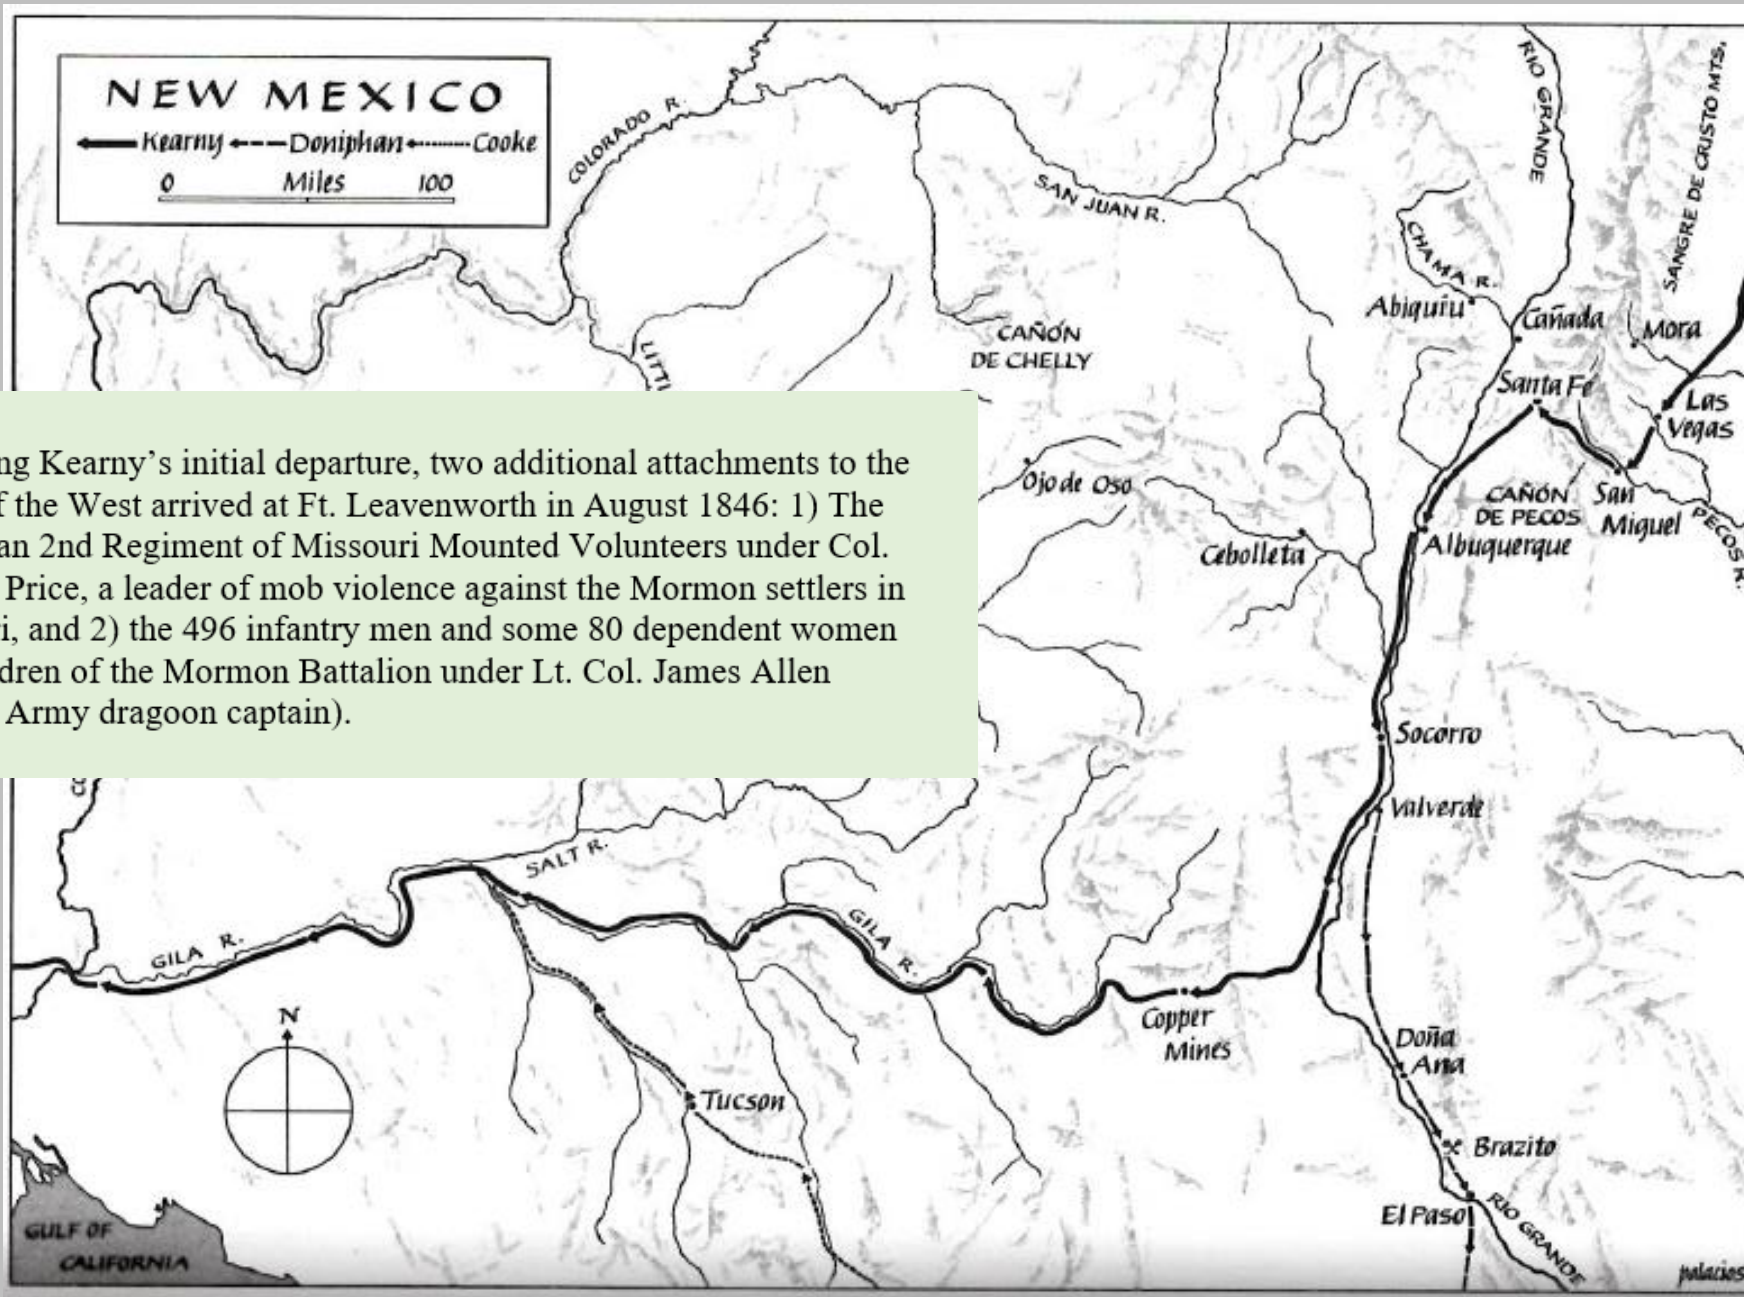 NEW MEXICO
Kearny Doniphan Cooke
0 Miles 100
COLORADO R.
SAN JUAN R.
RIO GRANDE
SANGRE DE CRISTO MTS.
CHAMA R.
Abiquíu
Cañada
Mora
CAÑÓN
DE CHELLY
Santa Fé
Las
Vegas
ng Kearny’s initial departure, two additional attachments to the
f the West arrived at Ft. Leavenworth in August 1846: 1) The
an 2nd Regiment of Missouri Mounted Volunteers under Col.
Price, a leader of mob violence against the Mormon settlers in
i, and 2) the 496 infantry men and some 80 dependent women
dren of the Mormon Battalion under Lt. Col. James Allen
Army dragoon captain).
Ojo de Oso
CAÑÓN
DE PECOS
San
Miguel
PECOS R.
Cebolleta
Albuquerque
Socorro
Valverde
SALT R.
GILA R.
GILA R.
Copper
Mines
N
Doña
Ana
Tucson
Brazito
El Paso
RIO GRANDE
GULF OF
CALIFORNIA
palacios